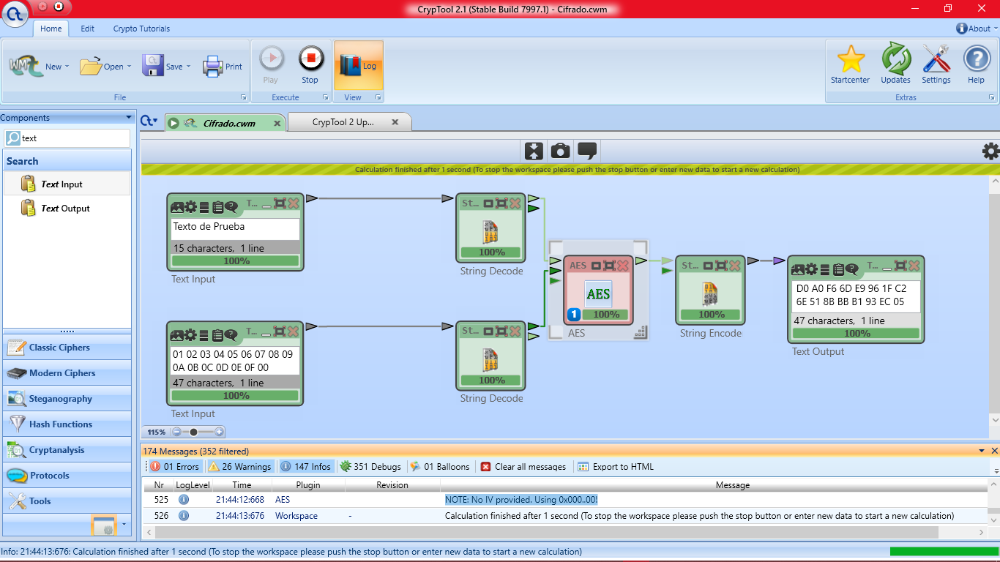 CrypTool 2.1 (Stable Build 7997.1) - Cifrado.cwm
Home Edit Crypto Tutorials About
New Open Save Print Play Stop Log Startcenter Updates Settings Help
File Execute View Extras
Components
text
Search
Text Input
Text Output
Classic Ciphers
Modern Ciphers
Steganography
Hash Functions
Cryptanalysis
Protocols
Tools
Cifrado.cwm CrypTool 2 Up...
Calculation finished after 1 second (To stop the workspace please push the stop button or enter new data to start a new calculation)
T...
Texto de Prueba
15 characters, 1 line
100%
Text Input
St...
100%
String Decode
T...
01 02 03 04 05 06 07 08 09
0A 0B 0C 0D 0E 0F 00
47 characters, 1 line
100%
Text Input
St...
100%
String Decode
AES
AES
1 100%
AES
St...
100%
String Encode
T...
D0 A0 F6 6D E9 96 1F C2
6E 51 8B BB B1 93 EC 05
47 characters, 1 line
100%
Text Output
115%
174 Messages (352 filtered)
01 Errors 26 Warnings 147 Infos 351 Debugs 01 Balloons Clear all messages Export to HTML
Nr LogLevel Time Plugin Revision Message
525 21:44:12:668 AES NOTE: No IV provided. Using 0x000..00!
526 21:44:13:676 Workspace - Calculation finished after 1 second (To stop the workspace please push the stop button or enter new data to start a new calculation)
Info: 21:44:13:676: Calculation finished after 1 second (To stop the workspace please push the stop button or enter new data to start a new calculation)